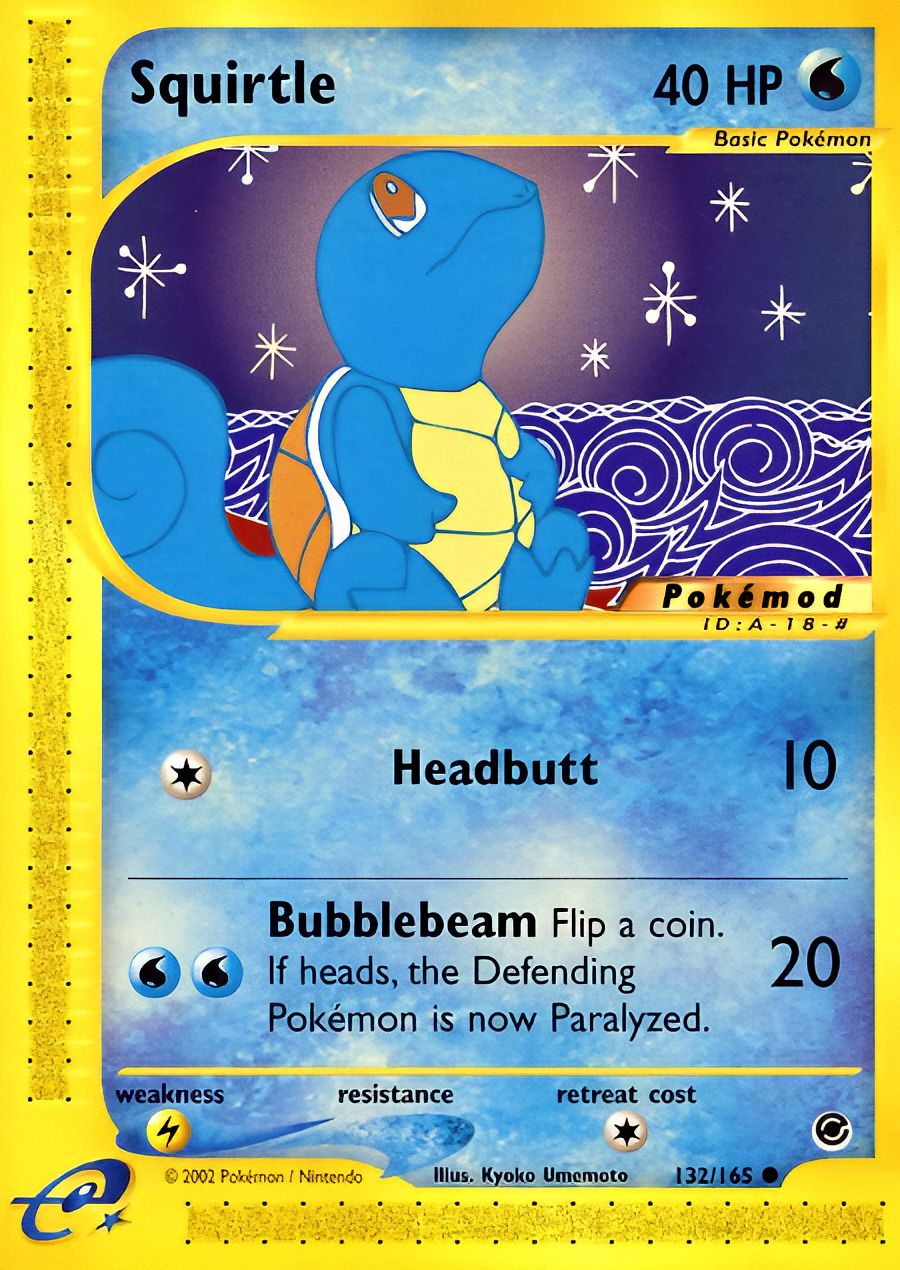 Squirtle 40 HP
Basic Pokémon
Pokémod
ID:A-18-#
Headbutt 10
Bubblebeam Flip a coin.
If heads, the Defending
Pokémon is now Paralyzed.
20
weakness resistance retreat cost
© 2002 Pokémon / Nintendo Illus. Kyoko Umemoto 132/165